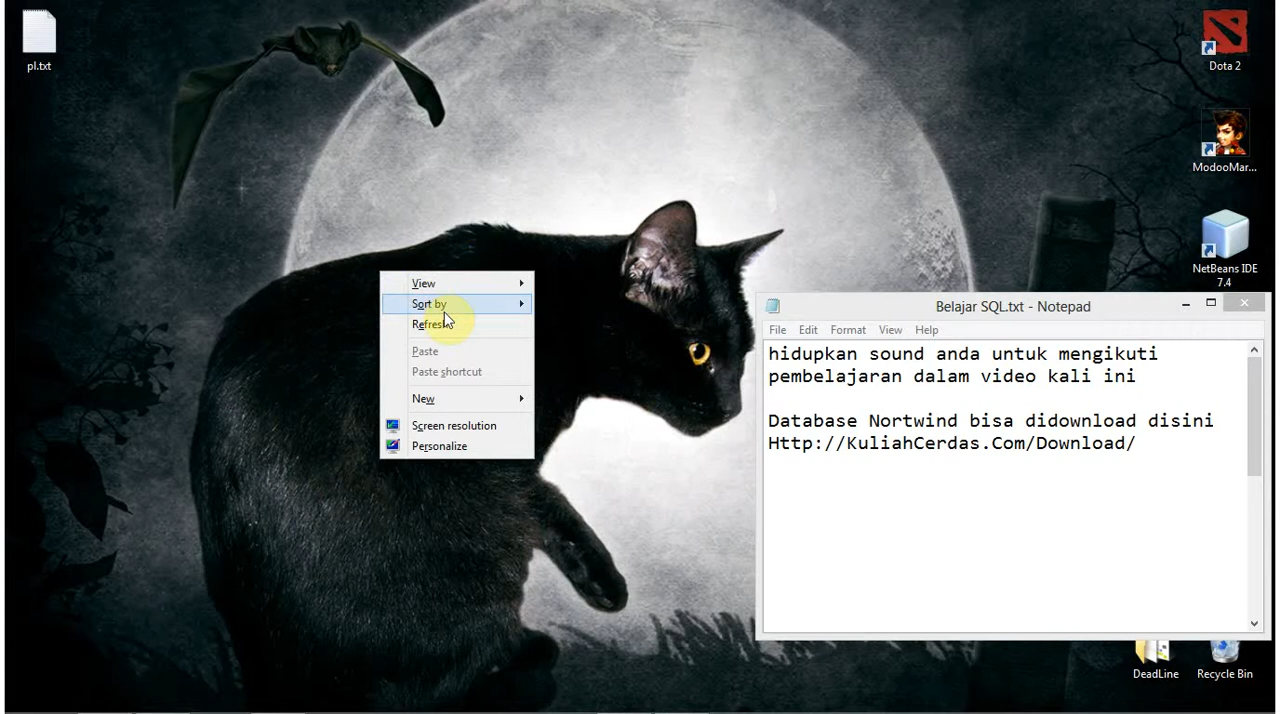 pl.txt
Dota 2
ModooMar...
NetBeans IDE
7.4
View
Sort by
Refresh
Paste
Paste shortcut
New
Screen resolution
Personalize
Belajar SQL.txt - Notepad
File Edit Format View Help
hidupkan sound anda untuk mengikuti
pembelajaran dalam video kali ini
Database Nortwind bisa didownload disini
Http://KuliahCerdas.Com/Download/
DeadLine
Recycle Bin